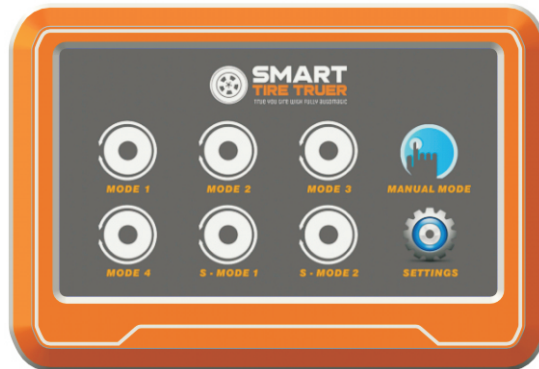 SMART
TIRE TRUER
MODE 1
MODE 2
MODE 3
MANUAL MODE
MODE 4
S - MODE 1
S - MODE 2
SETTINGS